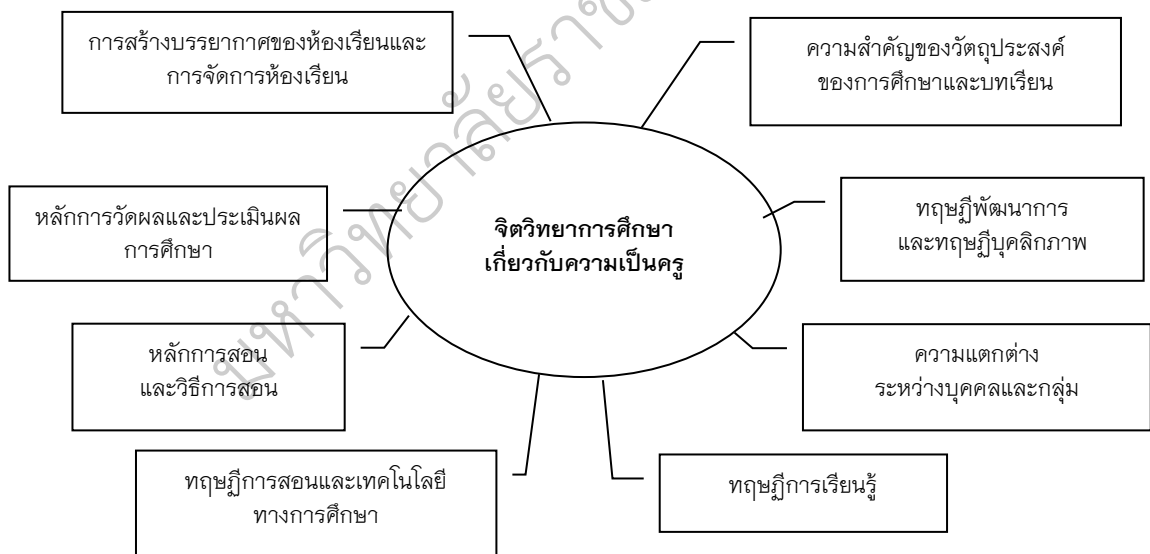 การสร้างบรรยากาศของห้องเรียนและ
การจัดการห้องเรียน
ความสำคัญของวัตถุประสงค์
ของการศึกษาและบทเรียน
หลักการวัดผลและประเมินผล
การศึกษา
จิตวิทยาการศึกษา
เกี่ยวกับความเป็นครู
ทฤษฎีพัฒนาการ
และทฤษฎีบุคลิกภาพ
หลักการสอน
และวิธีการสอน
ความแตกต่าง
ระหว่างบุคคลและกลุ่ม
ทฤษฎีการสอนและเทคโนโลยี
ทางการศึกษา
ทฤษฎีการเรียนรู้
มหาวิทยาลัยราช